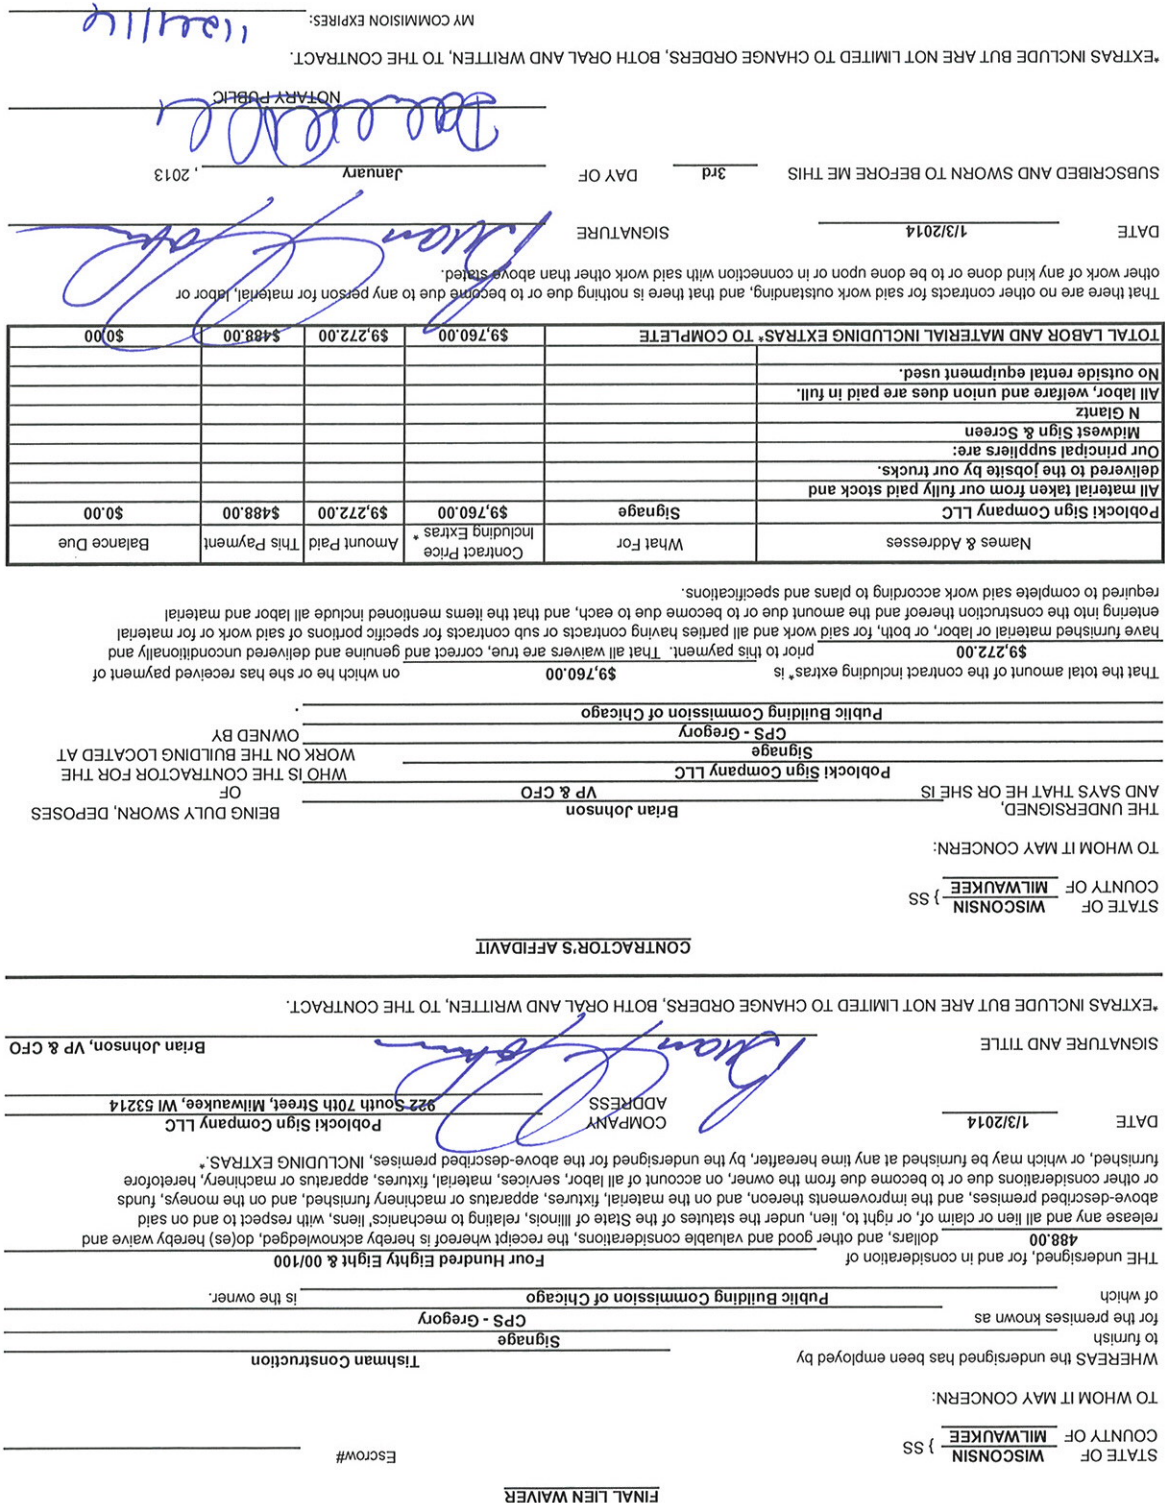 FINAL LIEN WAIVER
STATE OF WISCONSIN
COUNTY OF MILWAUKEE } SS
Escrow#
TO WHOM IT MAY CONCERN:
WHEREAS the undersigned has been employed by Tishman Construction
to furnish Signage
for the premises known as CPS - Gregory
of which Public Building Commission of Chicago is the owner.
THE undersigned, for and in consideration of Four Hundred Eighty Eight & 00/100
488.00 dollars, and other good and valuable considerations, the receipt whereof is hereby acknowledged, do(es) hereby waive and
release any and all lien or claim of, or right to, lien, under the statutes of the State of Illinois, relating to mechanics' liens, with respect to and on said
above-described premises, and the improvements thereon, and on the material, fixtures, apparatus or machinery furnished, and on the moneys, funds
or other considerations due or to become due from the owner, on account of all labor, services, material, fixtures, apparatus or machinery, heretofore
furnished, or which may be furnished at any time hereafter, by the undersigned for the above-described premises, INCLUDING EXTRAS.*
DATE 1/3/2014 COMPANY Poblocki Sign Company LLC
ADDRESS 922 South 70th Street, Milwaukee, WI 53214
SIGNATURE AND TITLE Brian Johnson, VP & CFO
*EXTRAS INCLUDE BUT ARE NOT LIMITED TO CHANGE ORDERS, BOTH ORAL AND WRITTEN, TO THE CONTRACT.
CONTRACTOR'S AFFIDAVIT
STATE OF WISCONSIN
COUNTY OF MILWAUKEE } SS
TO WHOM IT MAY CONCERN:
THE UNDERSIGNED, Brian Johnson BEING DULY SWORN, DEPOSES
AND SAYS THAT HE OR SHE IS VP & CFO OF
Poblocki Sign Company LLC WHO IS THE CONTRACTOR FOR THE
Signage WORK ON THE BUILDING LOCATED AT
CPS - Gregory OWNED BY
Public Building Commission of Chicago .
That the total amount of the contract including extras* is $9,760.00 on which he or she has received payment of
$9,272.00 prior to this payment. That all waivers are true, correct and genuine and delivered unconditionally and
have furnished material or labor, or both, for said work and all parties having contracts or sub contracts for specific portions of said work or for material
entering into the construction thereof and the amount due or to become due to each, and that the items mentioned include all labor and material
required to complete said work according to plans and specifications.
Names & Addresses What For Contract Price Including Extras * Amount Paid This Payment Balance Due
Poblocki Sign Company LLC Signage $9,760.00 $9,272.00 $488.00 $0.00
All material taken from our fully paid stock and
delivered to the jobsite by our trucks.
Our principal suppliers are:
Midwest Sign & Screen
N Glantz
All labor, welfare and union dues are paid in full.
No outside rental equipment used.
TOTAL LABOR AND MATERIAL INCLUDING EXTRAS* TO COMPLETE $9,760.00 $9,272.00 $488.00 $0.00
That there are no other contracts for said work outstanding, and that there is nothing due or to become due to any person for material, labor or
other work of any kind done or to be done upon or in connection with said work other than above stated.
DATE 1/3/2014 SIGNATURE
SUBSCRIBED AND SWORN TO BEFORE ME THIS 3rd DAY OF January , 2013
NOTARY PUBLIC
*EXTRAS INCLUDE BUT ARE NOT LIMITED TO CHANGE ORDERS, BOTH ORAL AND WRITTEN, TO THE CONTRACT.
MY COMMISION EXPIRES: